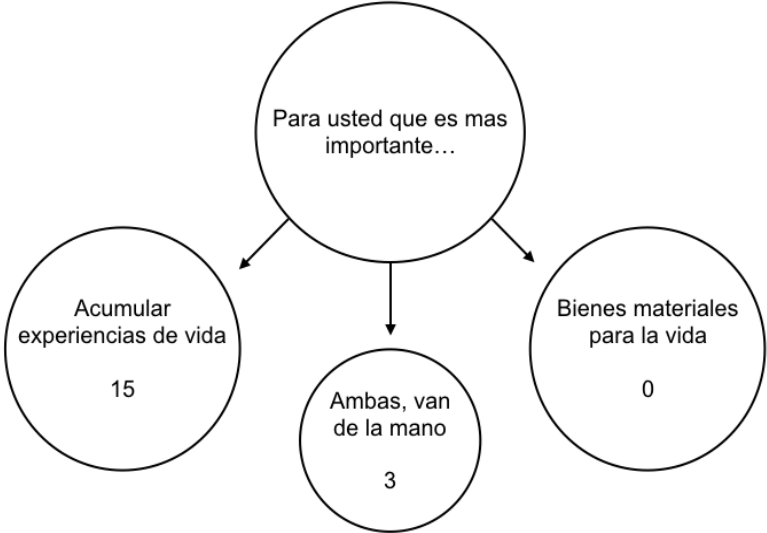 Para usted que es mas
importante…
Acumular
experiencias de vida
15
Ambas, van
de la mano
3
Bienes materiales
para la vida
0